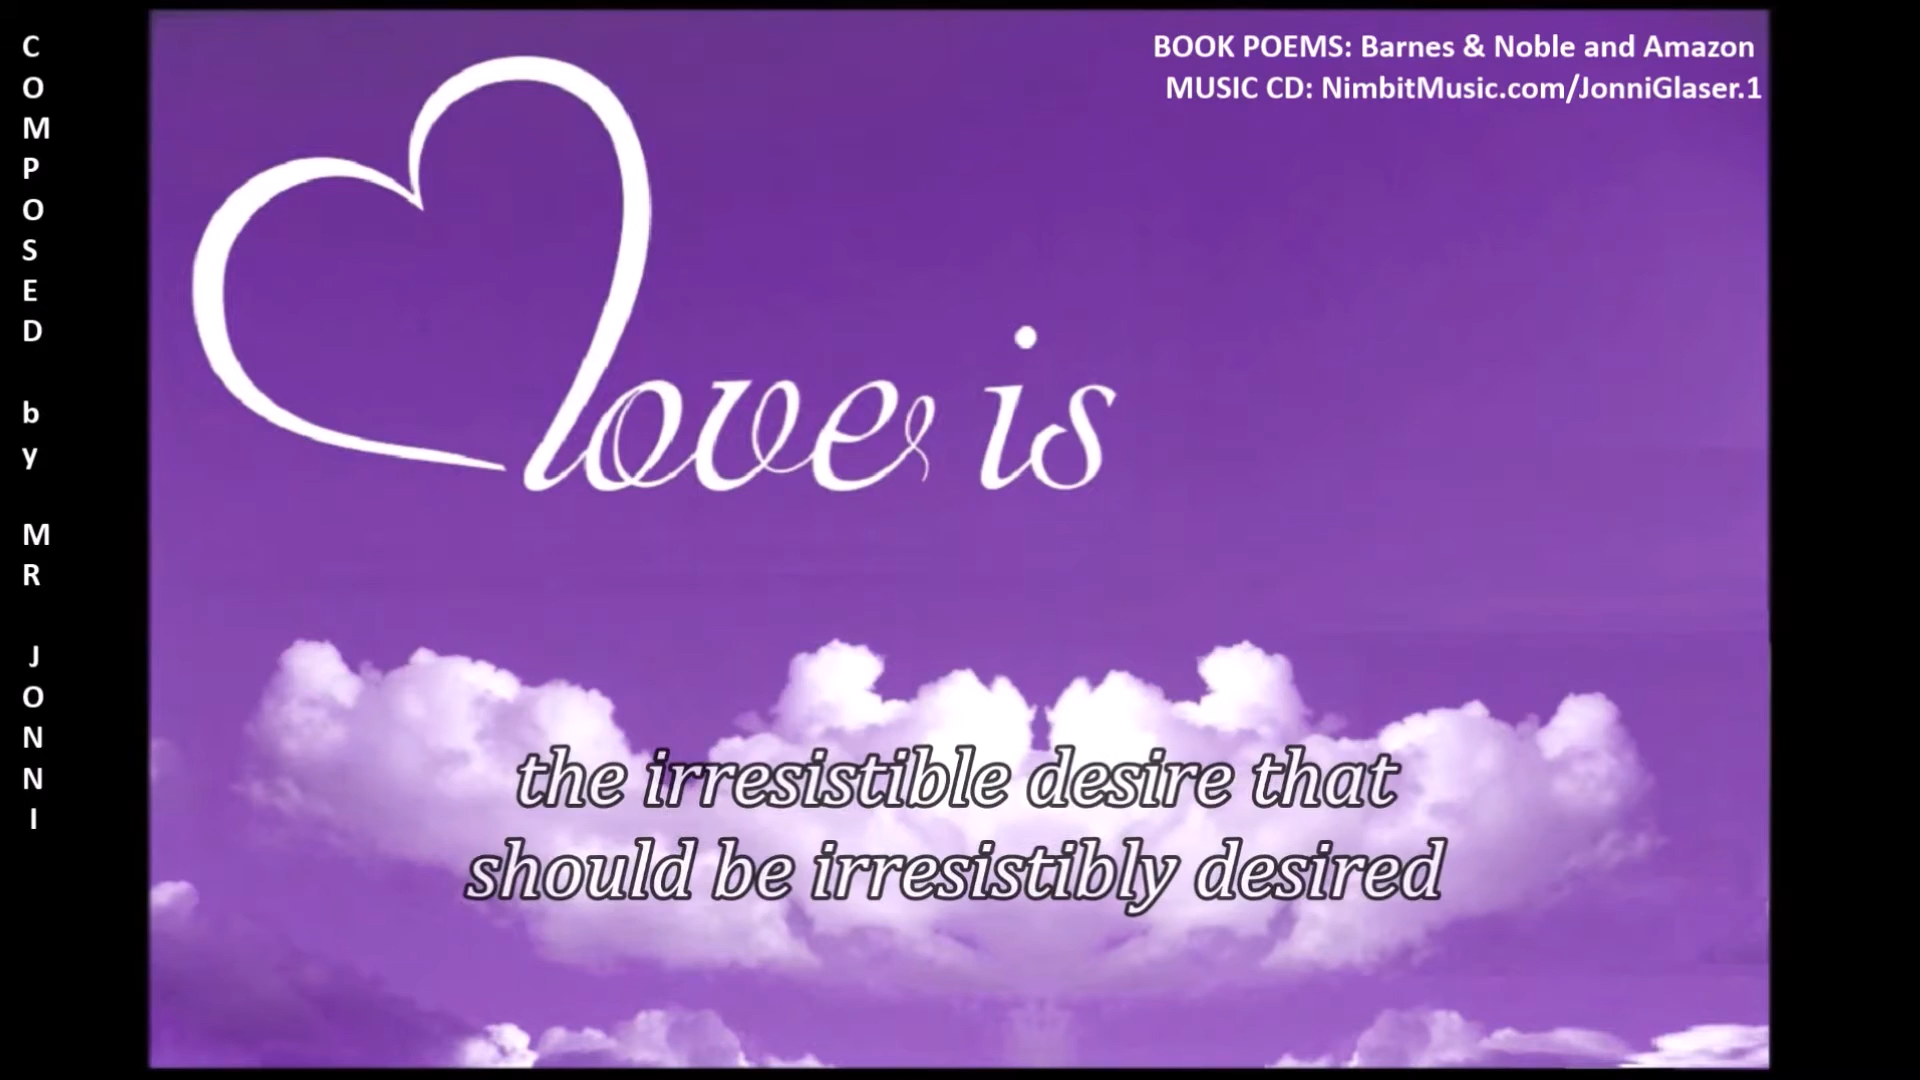 COMPOSED by MR JONNI
BOOK POEMS: Barnes & Noble and Amazon
MUSIC CD: NimbitMusic.com/JonniGlaser.1
love is
the irresistible desire that
should be irresistibly desired